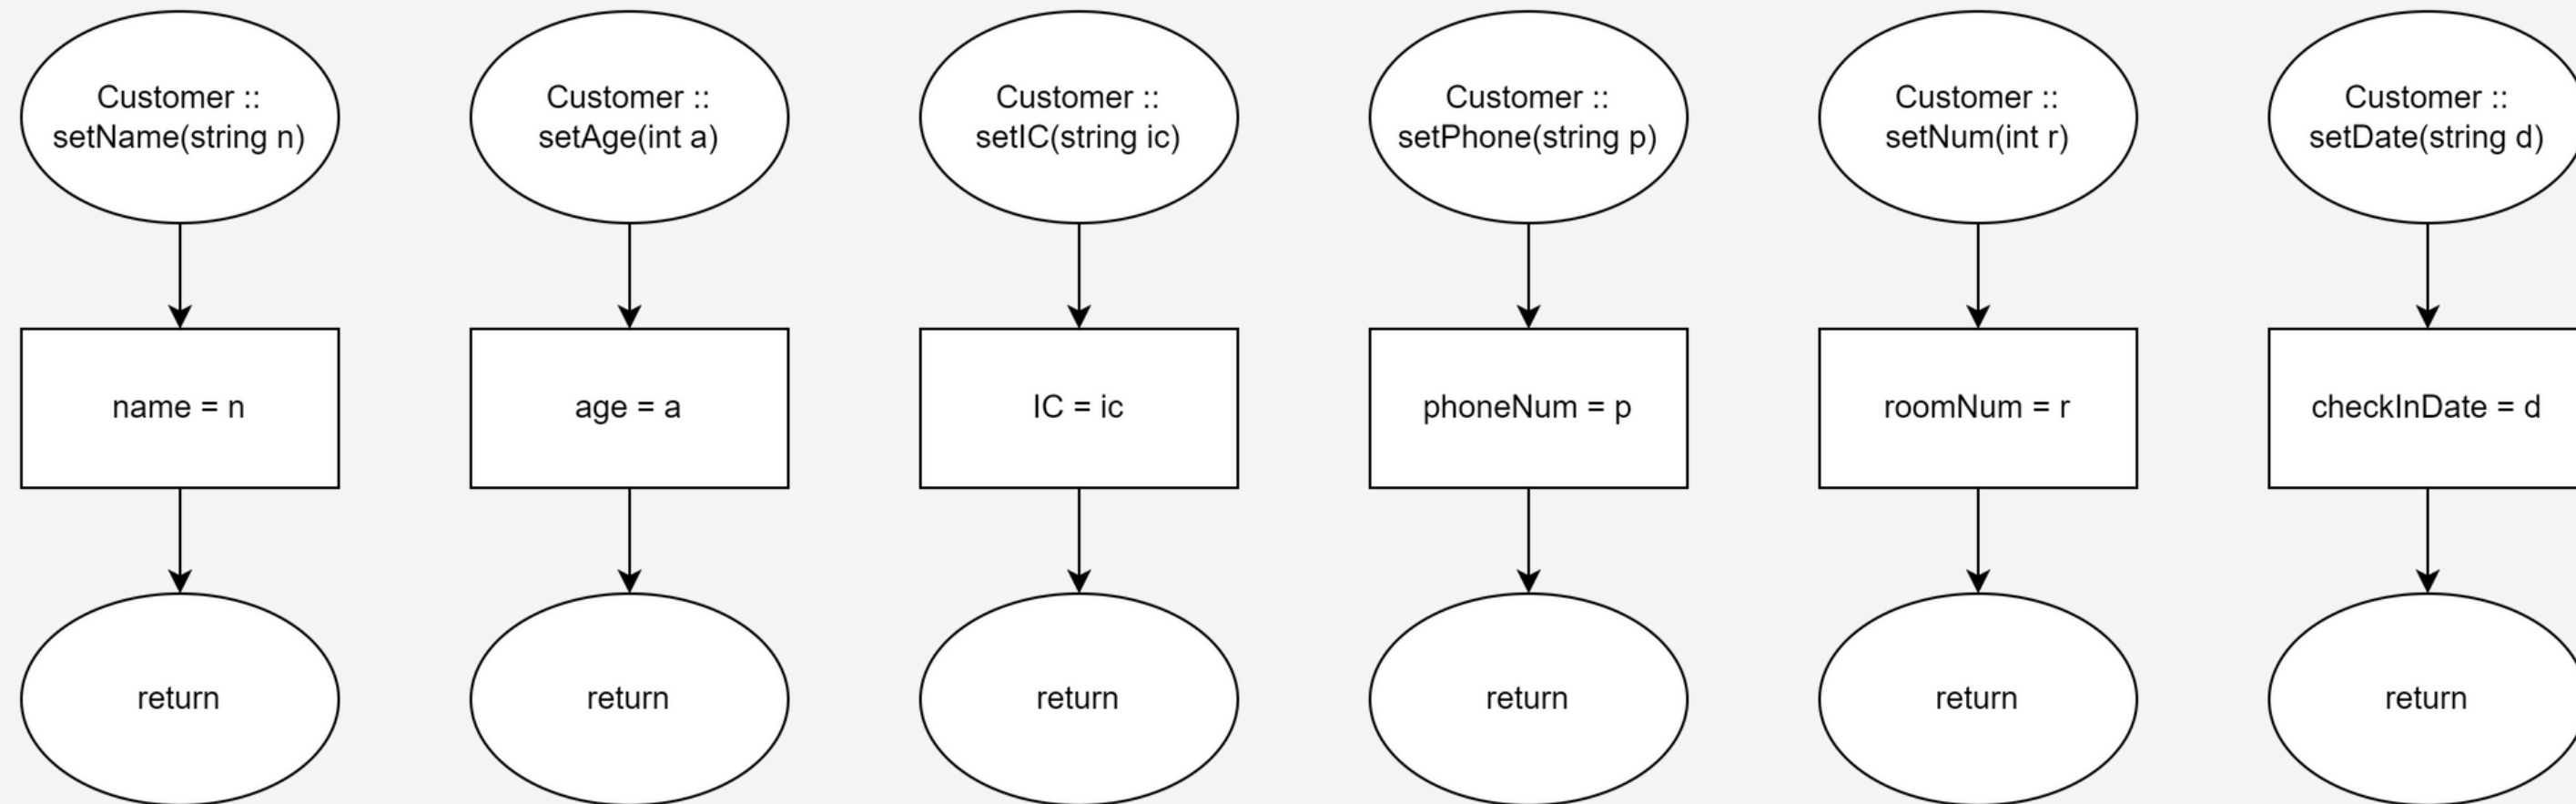 Customer ::
setName(string n)
Customer ::
setAge(int a)
Customer ::
setIC(string ic)
Customer ::
setPhone(string p)
Customer ::
setNum(int r)
Customer ::
setDate(string d)
name = n
age = a
IC = ic
phoneNum = p
roomNum = r
checkInDate = d
return
return
return
return
return
return